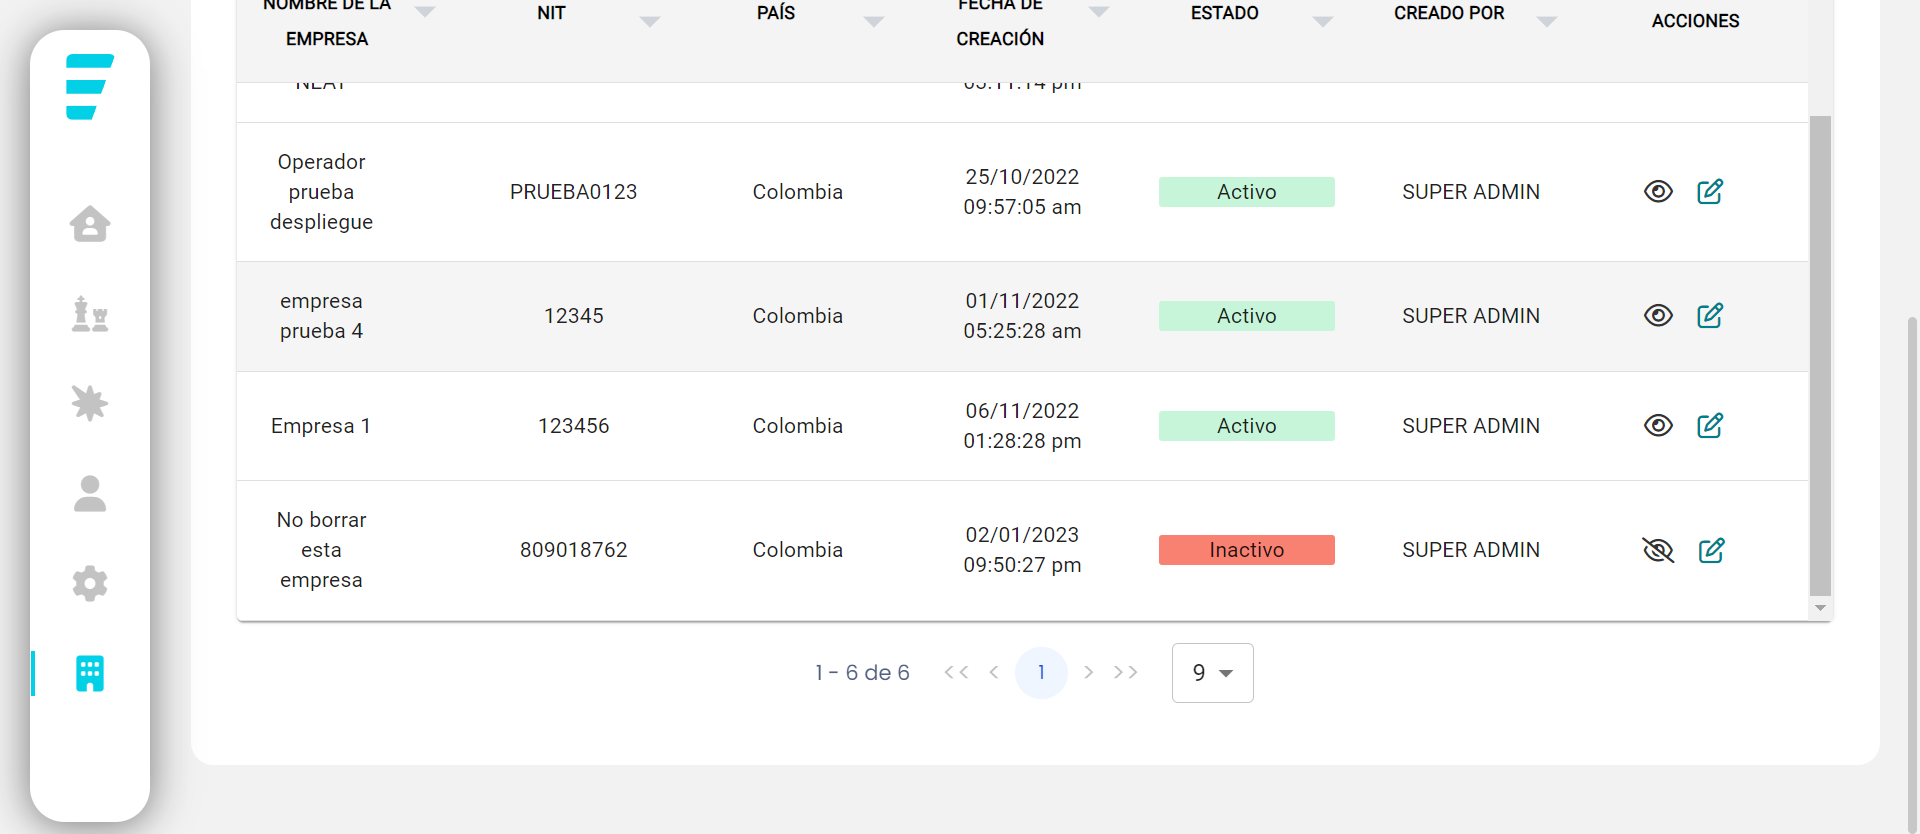 NOMBRE DE LA EMPRESA
NIT
PAÍS
FECHA DE CREACIÓN
ESTADO
CREADO POR
ACCIONES
NEAT
05:11:14 pm
Operador prueba despliegue
PRUEBA0123
Colombia
25/10/2022 09:57:05 am
Activo
SUPER ADMIN
empresa prueba 4
12345
Colombia
01/11/2022 05:25:28 am
Activo
SUPER ADMIN
Empresa 1
123456
Colombia
06/11/2022 01:28:28 pm
Activo
SUPER ADMIN
No borrar esta empresa
809018762
Colombia
02/01/2023 09:50:27 pm
Inactivo
SUPER ADMIN
1 - 6 de 6 << < 1 > >> 9